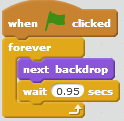 when clicked
forever
next backdrop
wait 0.95 secs